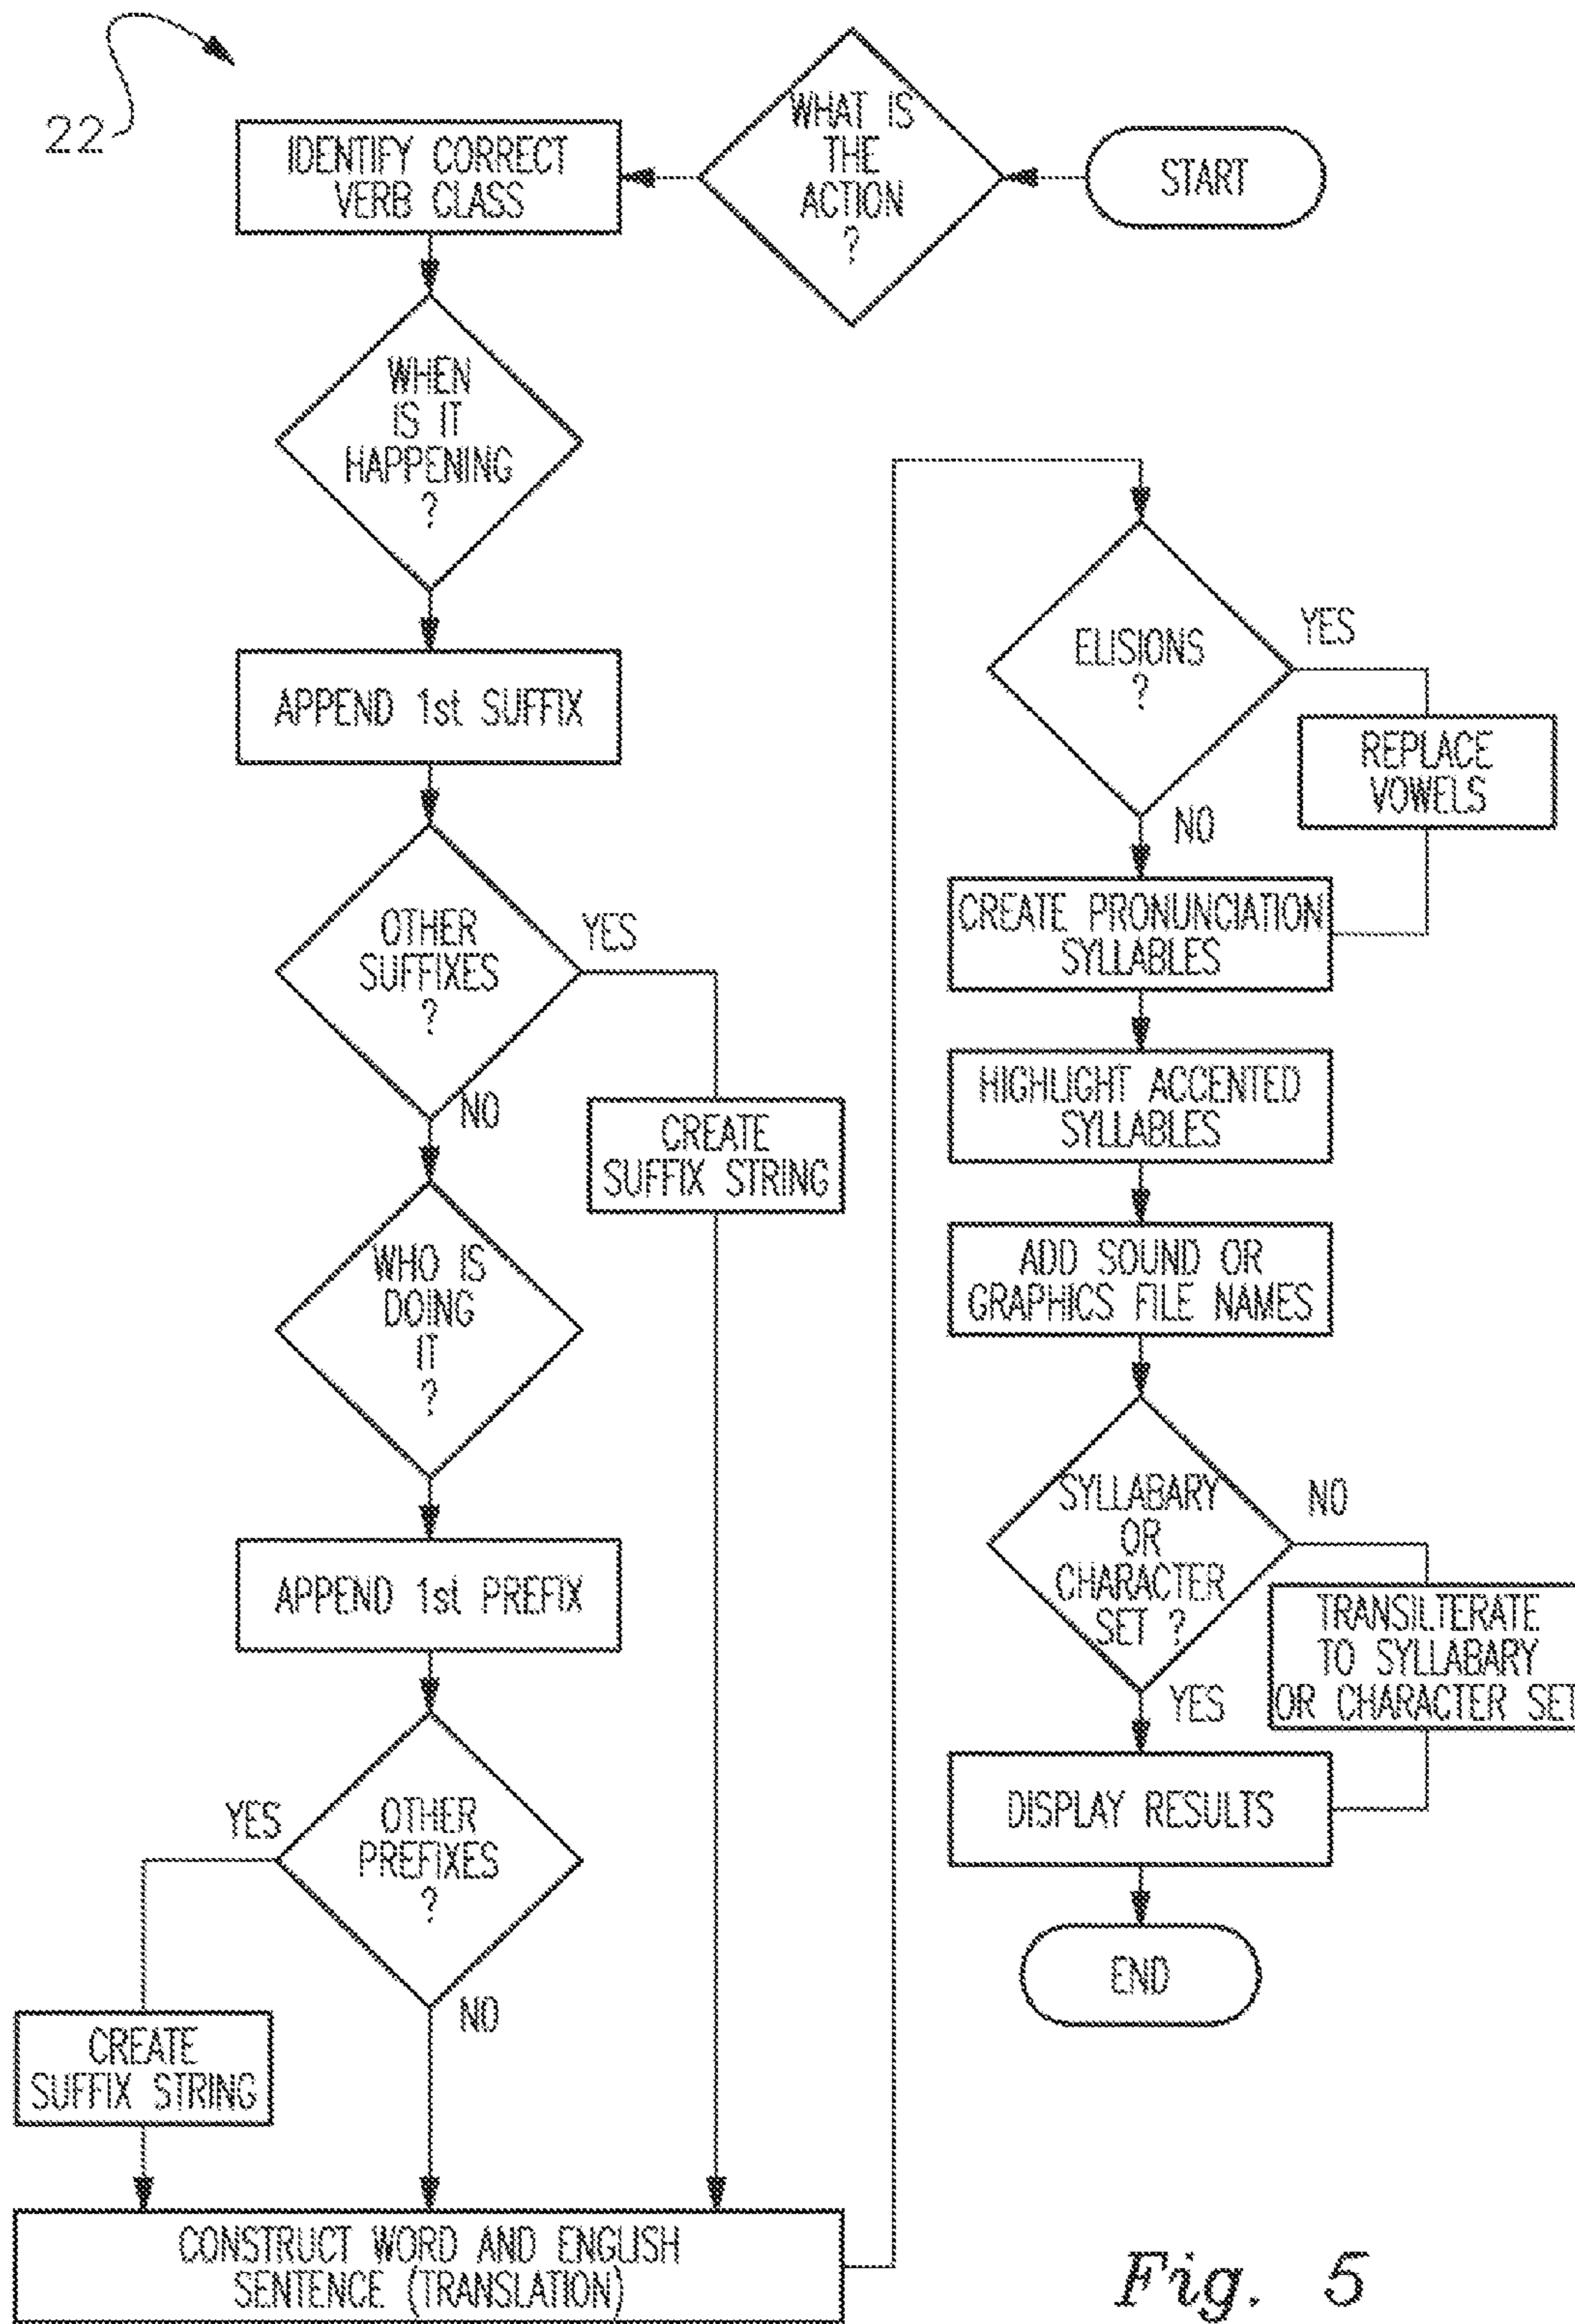 22
START
WHAT IS
THE
ACTION
?
IDENTIFY CORRECT
VERB CLASS
WHEN
IS IT
HAPPENING
?
APPEND 1st SUFFIX
OTHER
SUFFIXES
?
YES
NO
CREATE
SUFFIX STRING
WHO IS
DOING
IT
?
APPEND 1st PREFIX
OTHER
PREFIXES
?
YES
NO
CREATE
SUFFIX STRING
CONSTRUCT WORD AND ENGLISH
SENTENCE (TRANSLATION)
ELISIONS
?
YES
NO
REPLACE
VOWELS
CREATE PRONUNCIATION
SYLLABLES
HIGHLIGHT ACCENTED
SYLLABLES
ADD SOUND OR
GRAPHICS FILE NAMES
SYLLABARY
OR
CHARACTER
SET ?
NO
YES
TRANSILTERATE
TO SYLLABARY
OR CHARACTER SET
DISPLAY RESULTS
END
Fig. 5